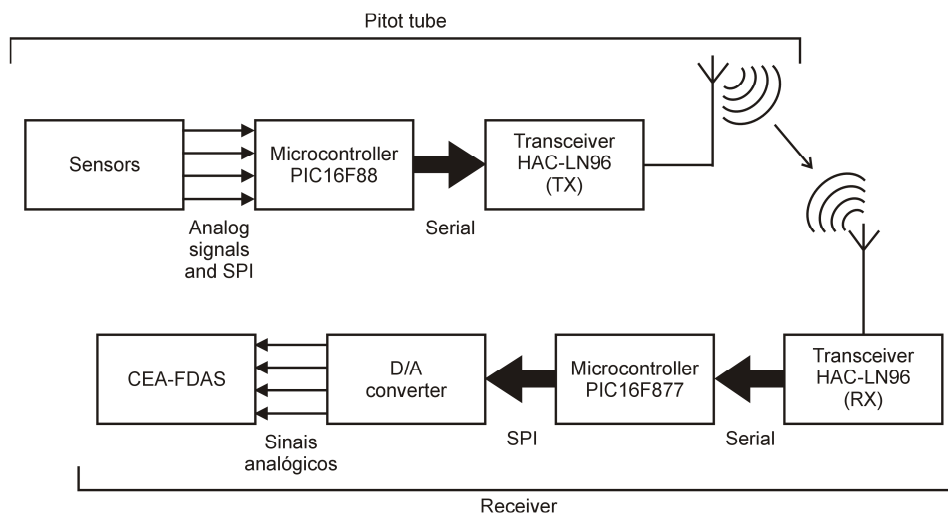 Pitot tube
Sensors
Analog
signals
and SPI
Microcontroller
PIC16F88
Serial
Transceiver
HAC-LN96
(TX)
CEA-FDAS
Sinais
analógicos
D/A
converter
SPI
Microcontroller
PIC16F877
Serial
Transceiver
HAC-LN96
(RX)
Receiver